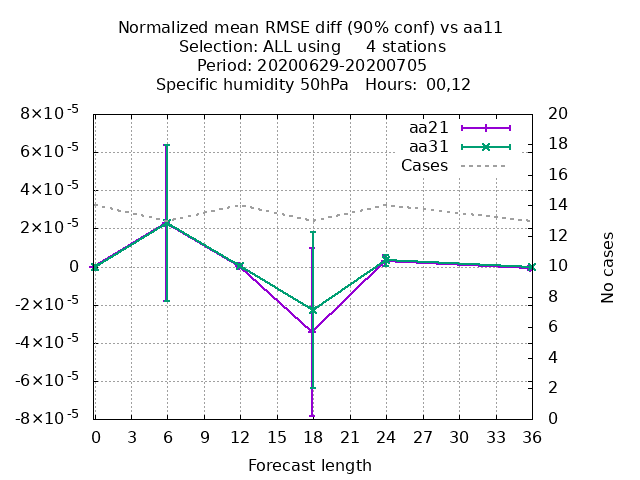 Normalized mean RMSE diff (90% conf) vs aa11
Selection: ALL using     4 stations
Period: 20200629-20200705
Specific humidity 50hPa   Hours:  00,12
8×10⁻⁵
6×10⁻⁵
4×10⁻⁵
2×10⁻⁵
0
-2×10⁻⁵
-4×10⁻⁵
-6×10⁻⁵
-8×10⁻⁵
aa21
aa31
Cases
20
18
16
14
12
10
8
6
4
2
0
No cases
0 3 6 9 12 15 18 21 24 27 30 33 36
Forecast length